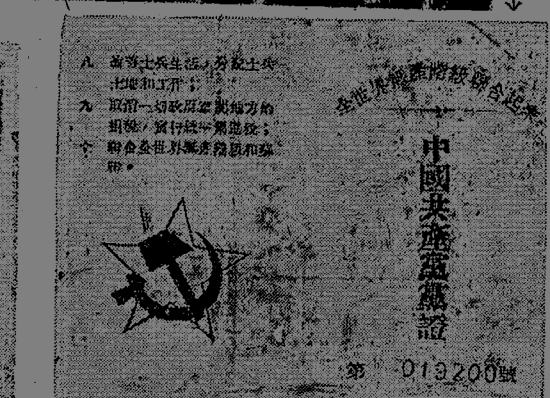 八 改善士兵生活，發給士兵
土地和工作；
九 取消一切政府軍閥地方的
捐稅，實行統一累進稅；
十 聯合全世界無產階級和蘇
聯。
全世界無產階級聯合起來
中國共產黨黨證
第 019200號